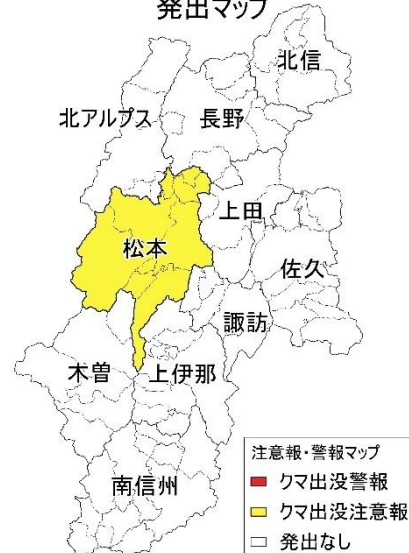 発出マップ
北信
北アルプス
長野
上田
松本
佐久
諏訪
木曽
上伊那
南信州
注意報・警報マップ
クマ出没警報
クマ出没注意報
発出なし